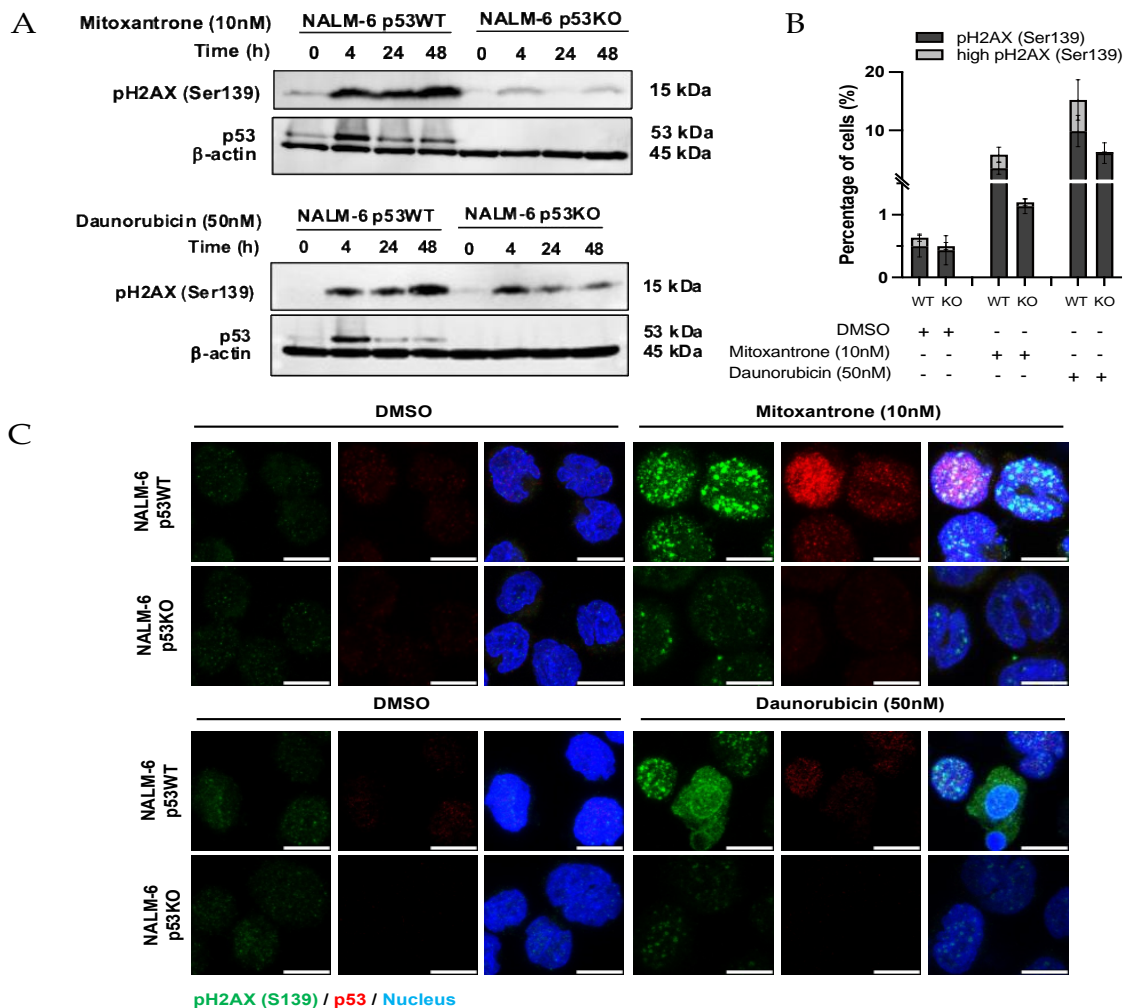 A
Mitoxantrone (10nM) NALM-6 p53WT NALM-6 p53KO
Time (h) 0 4 24 48 0 4 24 48
pH2AX (Ser139) 15 kDa
p53 53 kDa
β-actin 45 kDa
Daunorubicin (50nM) NALM-6 p53WT NALM-6 p53KO
Time (h) 0 4 24 48 0 4 24 48
pH2AX (Ser139) 15 kDa
p53 53 kDa
β-actin 45 kDa
B
pH2AX (Ser139)
high pH2AX (Ser139)
Percentage of cells (%)
20
10
1
0
WT KO WT KO WT KO
DMSO + + - - - -
Mitoxantrone (10nM) - - + + - -
Daunorubicin (50nM) - - - - + +
C
DMSO Mitoxantrone (10nM)
NALM-6
p53WT
NALM-6
p53KO
DMSO Daunorubicin (50nM)
NALM-6
p53WT
NALM-6
p53KO
pH2AX (S139) / p53 / Nucleus